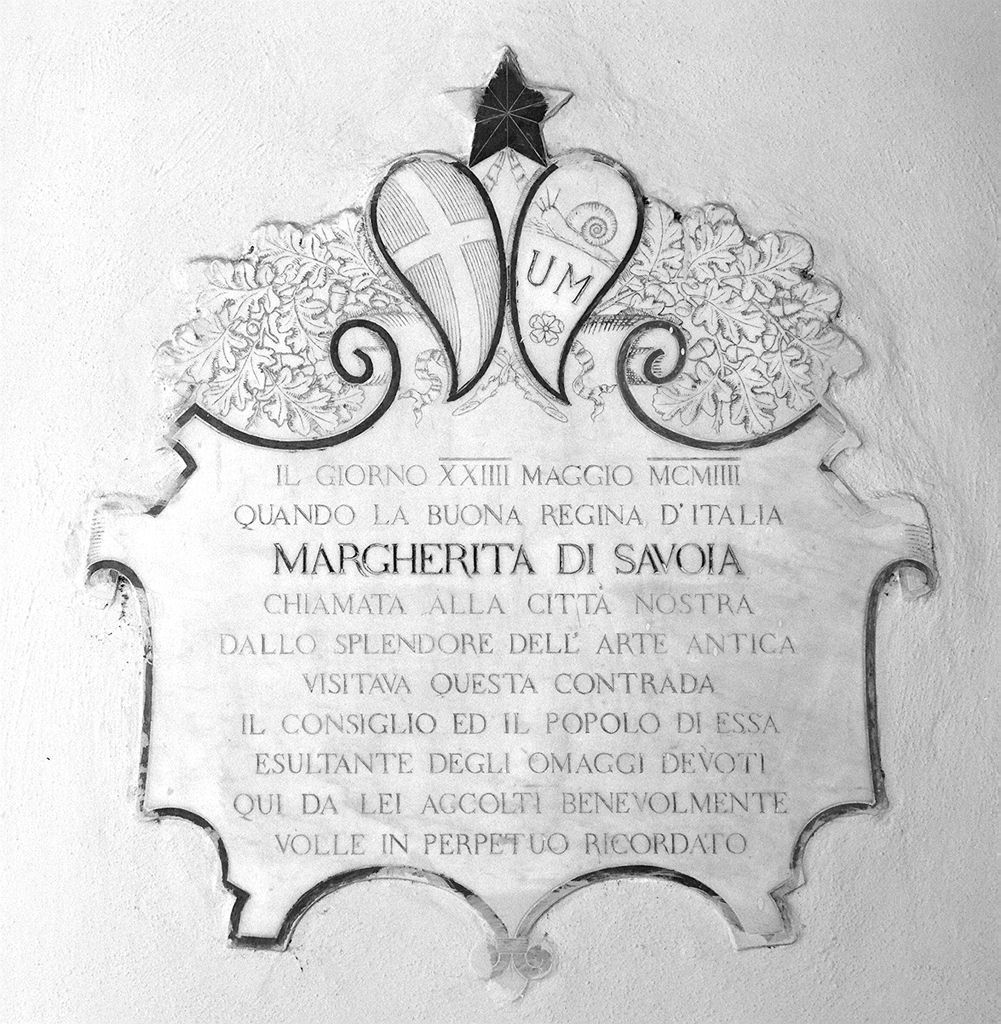 UM
IL GIORNO XXIIII MAGGIO MCMIIII
QUANDO LA BUONA REGINA D'ITALIA
MARGHERITA DI SAVOIA
CHIAMATA ALLA CITTÀ NOSTRA
DALLO SPLENDORE DELL' ARTE ANTICA
VISITAVA QUESTA CONTRADA
IL CONSIGLIO ED IL POPOLO DI ESSA
ESULTANTE DEGLI OMAGGI DEVOTI
QUI DA LEI ACCOLTI BENEVOLMENTE
VOLLE IN PERPETUO RICORDATO